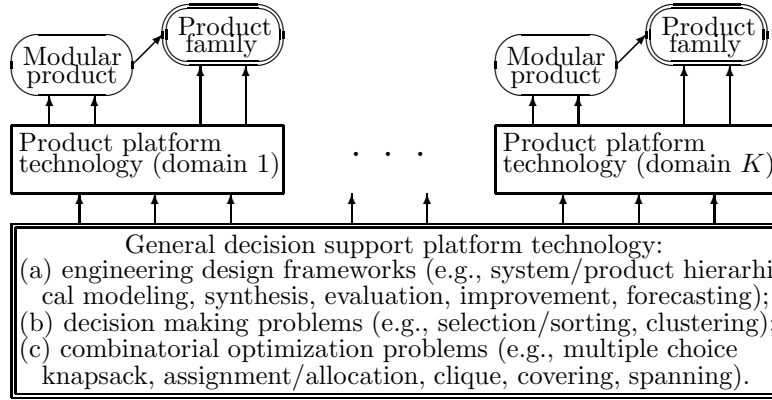 Product
family
Modular
product
Product
family
Modular
product
Product platform
technology (domain 1)
. . .
Product platform
technology (domain K)
General decision support platform technology:
(a) engineering design frameworks (e.g., system/product hierarhi
cal modeling, synthesis, evaluation, improvement, forecasting);
(b) decision making problems (e.g., selection/sorting, clustering);
(c) combinatorial optimization problems (e.g., multiple choice
knapsack, assignment/allocation, clique, covering, spanning).